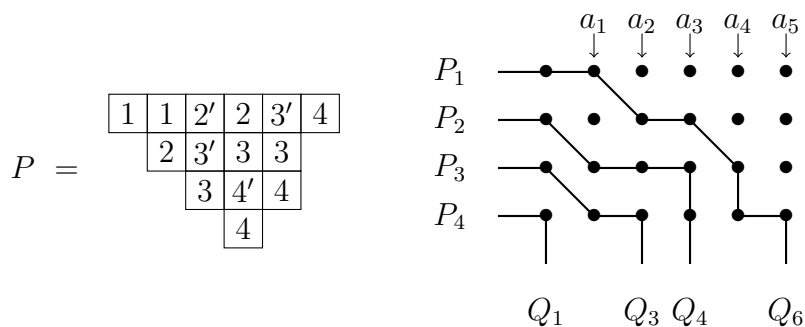 a₁ a₂ a₃ a₄ a₅
P₁
1 1 2′ 2 3′ 4
P₂
2 3′ 3 3
P = P₃
3 4′ 4
P₄
4
Q₁ Q₃ Q₄ Q₆